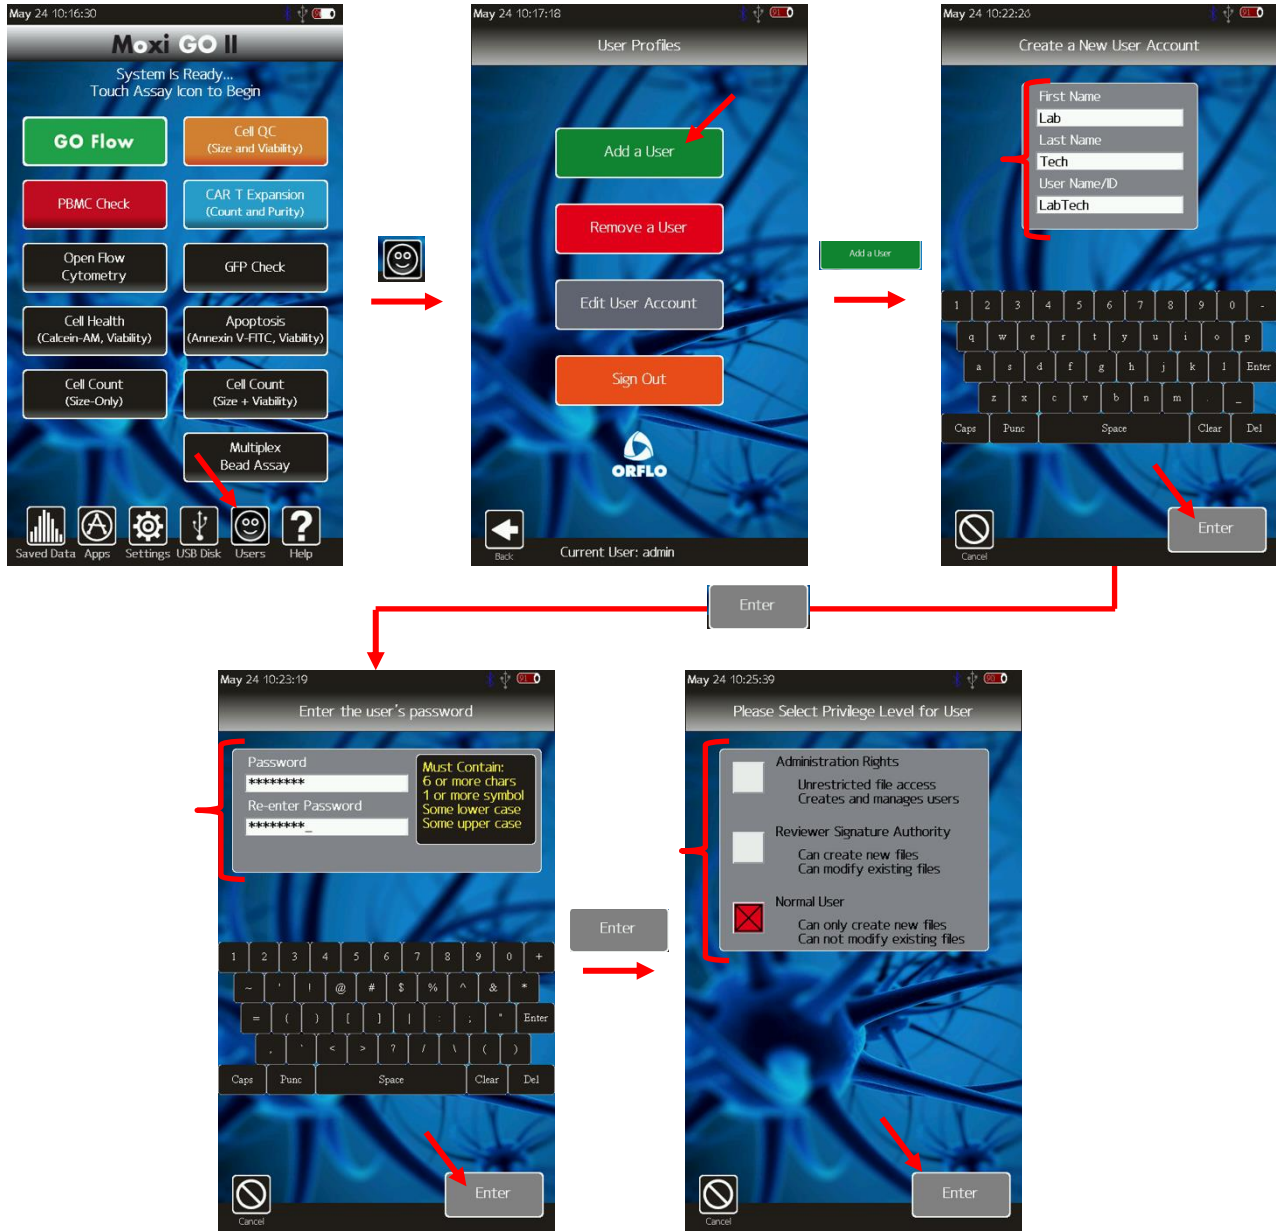 May 24 10:16:30
Moxi GO II
System Is Ready...
Touch Assay Icon to Begin
GO Flow
Cell QC
(Size and Viability)
PBMC Check
CAR T Expansion
(Count and Purity)
Open Flow
Cytometry
GFP Check
Cell Health
(Calcein-AM, Viability)
Apoptosis
(Annexin V-FITC, Viability)
Cell Count
(Size-Only)
Cell Count
(Size + Viability)
Multiplex
Bead Assay
Saved Data Apps Settings USB Disk Users Help
May 24 10:17:18
91
User Profiles
Add a User
Remove a User
Edit User Account
Sign Out
ORFLO
Back
Current User: admin
Add a User
May 24 10:22:26
91
Create a New User Account
First Name
Lab
Last Name
Tech
User Name/ID
LabTech
1 2 3 4 5 6 7 8 9 0 -
q w e r t y u i o p
a s d f g h j k l Enter
z x c v b n m . _
Caps Punc Space Clear Del
Cancel
Enter
Enter
May 24 10:23:19
91
Enter the user's password
Password
********
Re-enter Password
********_
Must Contain:
6 or more chars
1 or more symbol
Some lower case
Some upper case
1 2 3 4 5 6 7 8 9 0 +
~ ' ! @ # $ % ^ & *
= ( ) [ ] | : ; " Enter
, ' < > ? / \ ( )
Caps Punc Space Clear Del
Cancel
Enter
Enter
May 24 10:25:39
90
Please Select Privilege Level for User
Administration Rights
Unrestricted file access
Creates and manages users
Reviewer Signature Authority
Can create new files
Can modify existing files
Normal User
Can only create new files
Can not modify existing files
Cancel
Enter